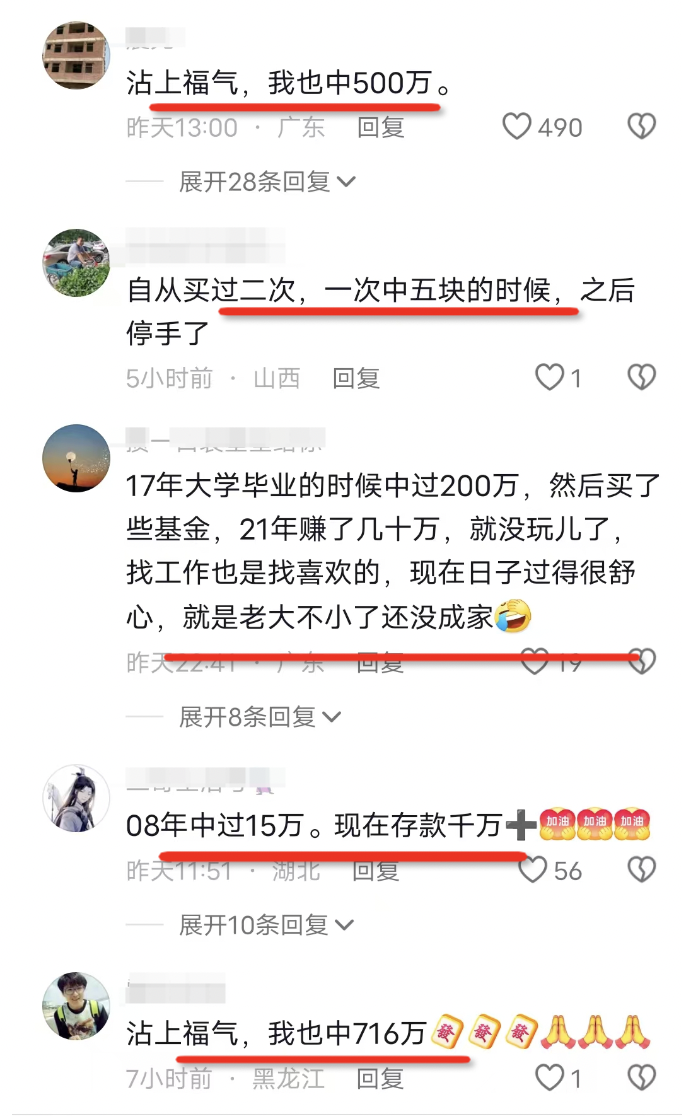 沾上福气，我也中500万。
昨天13:00 · 广东 回复 490
展开28条回复
自从买过二次，一次中五块的时候，之后
停手了
5小时前 · 山西 回复 1
17年大学毕业的时候中过200万，然后买了
些基金，21年赚了几十万，就没玩儿了，
找工作也是找喜欢的，现在日子过得很舒
心，就是老大不小了还没成家🤣
昨天22:41 · 广东 回复 19
展开8条回复
08年中过15万。现在存款千万➕加油加油加油
昨天11:51 · 湖北 回复 56
展开10条回复
沾上福气，我也中716万發發發🙏🙏🙏
7小时前 · 黑龙江 回复 1